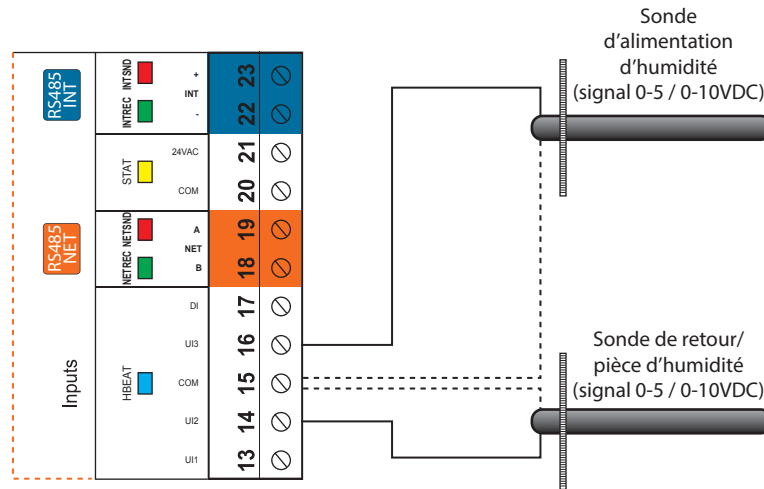 Sonde
d'alimentation
d'humidité
(signal 0-5 / 0-10VDC)
RS485
INT
INTREC INTSND
+
INT
-
23
22
STAT
24VAC
COM
21
20
RS485
NET
NETREC NETSND
A
NET
B
19
18
Inputs
HBEAT
DI
UI3
COM
UI2
UI1
17
16
15
14
13
Sonde de retour/
pièce d'humidité
(signal 0-5 / 0-10VDC)